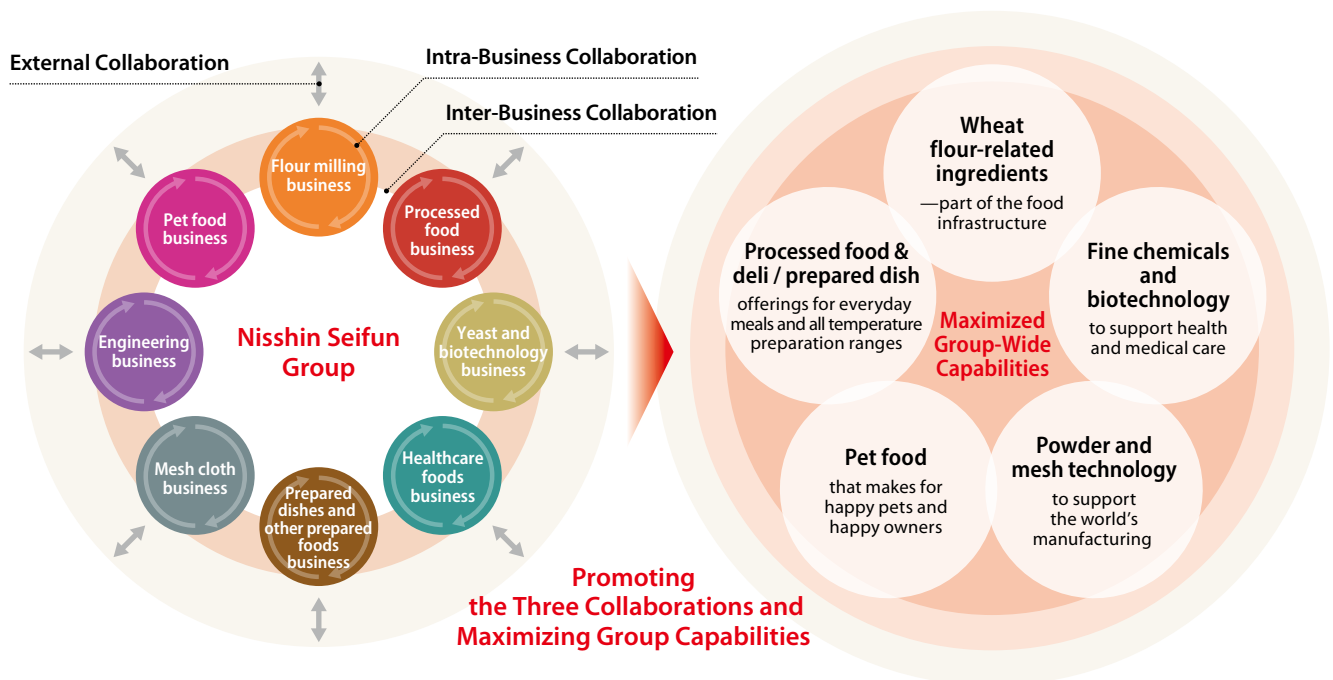 External Collaboration
Intra-Business Collaboration
Inter-Business Collaboration
Flour milling
business
Processed
food
business
Yeast and
biotechnology
business
Healthcare
foods
business
Prepared
dishes and
other prepared
foods
business
Mesh cloth
business
Engineering
business
Pet food
business
Nisshin Seifun
Group
Promoting
the Three Collaborations and
Maximizing Group Capabilities
Wheat
flour-related
ingredients
—part of the food
infrastructure
Processed food &
deli / prepared dish
offerings for everyday
meals and all temperature
preparation ranges
Fine chemicals
and
biotechnology
to support health
and medical care
Maximized
Group-Wide
Capabilities
Pet food
that makes for
happy pets and
happy owners
Powder and
mesh technology
to support
the world's
manufacturing